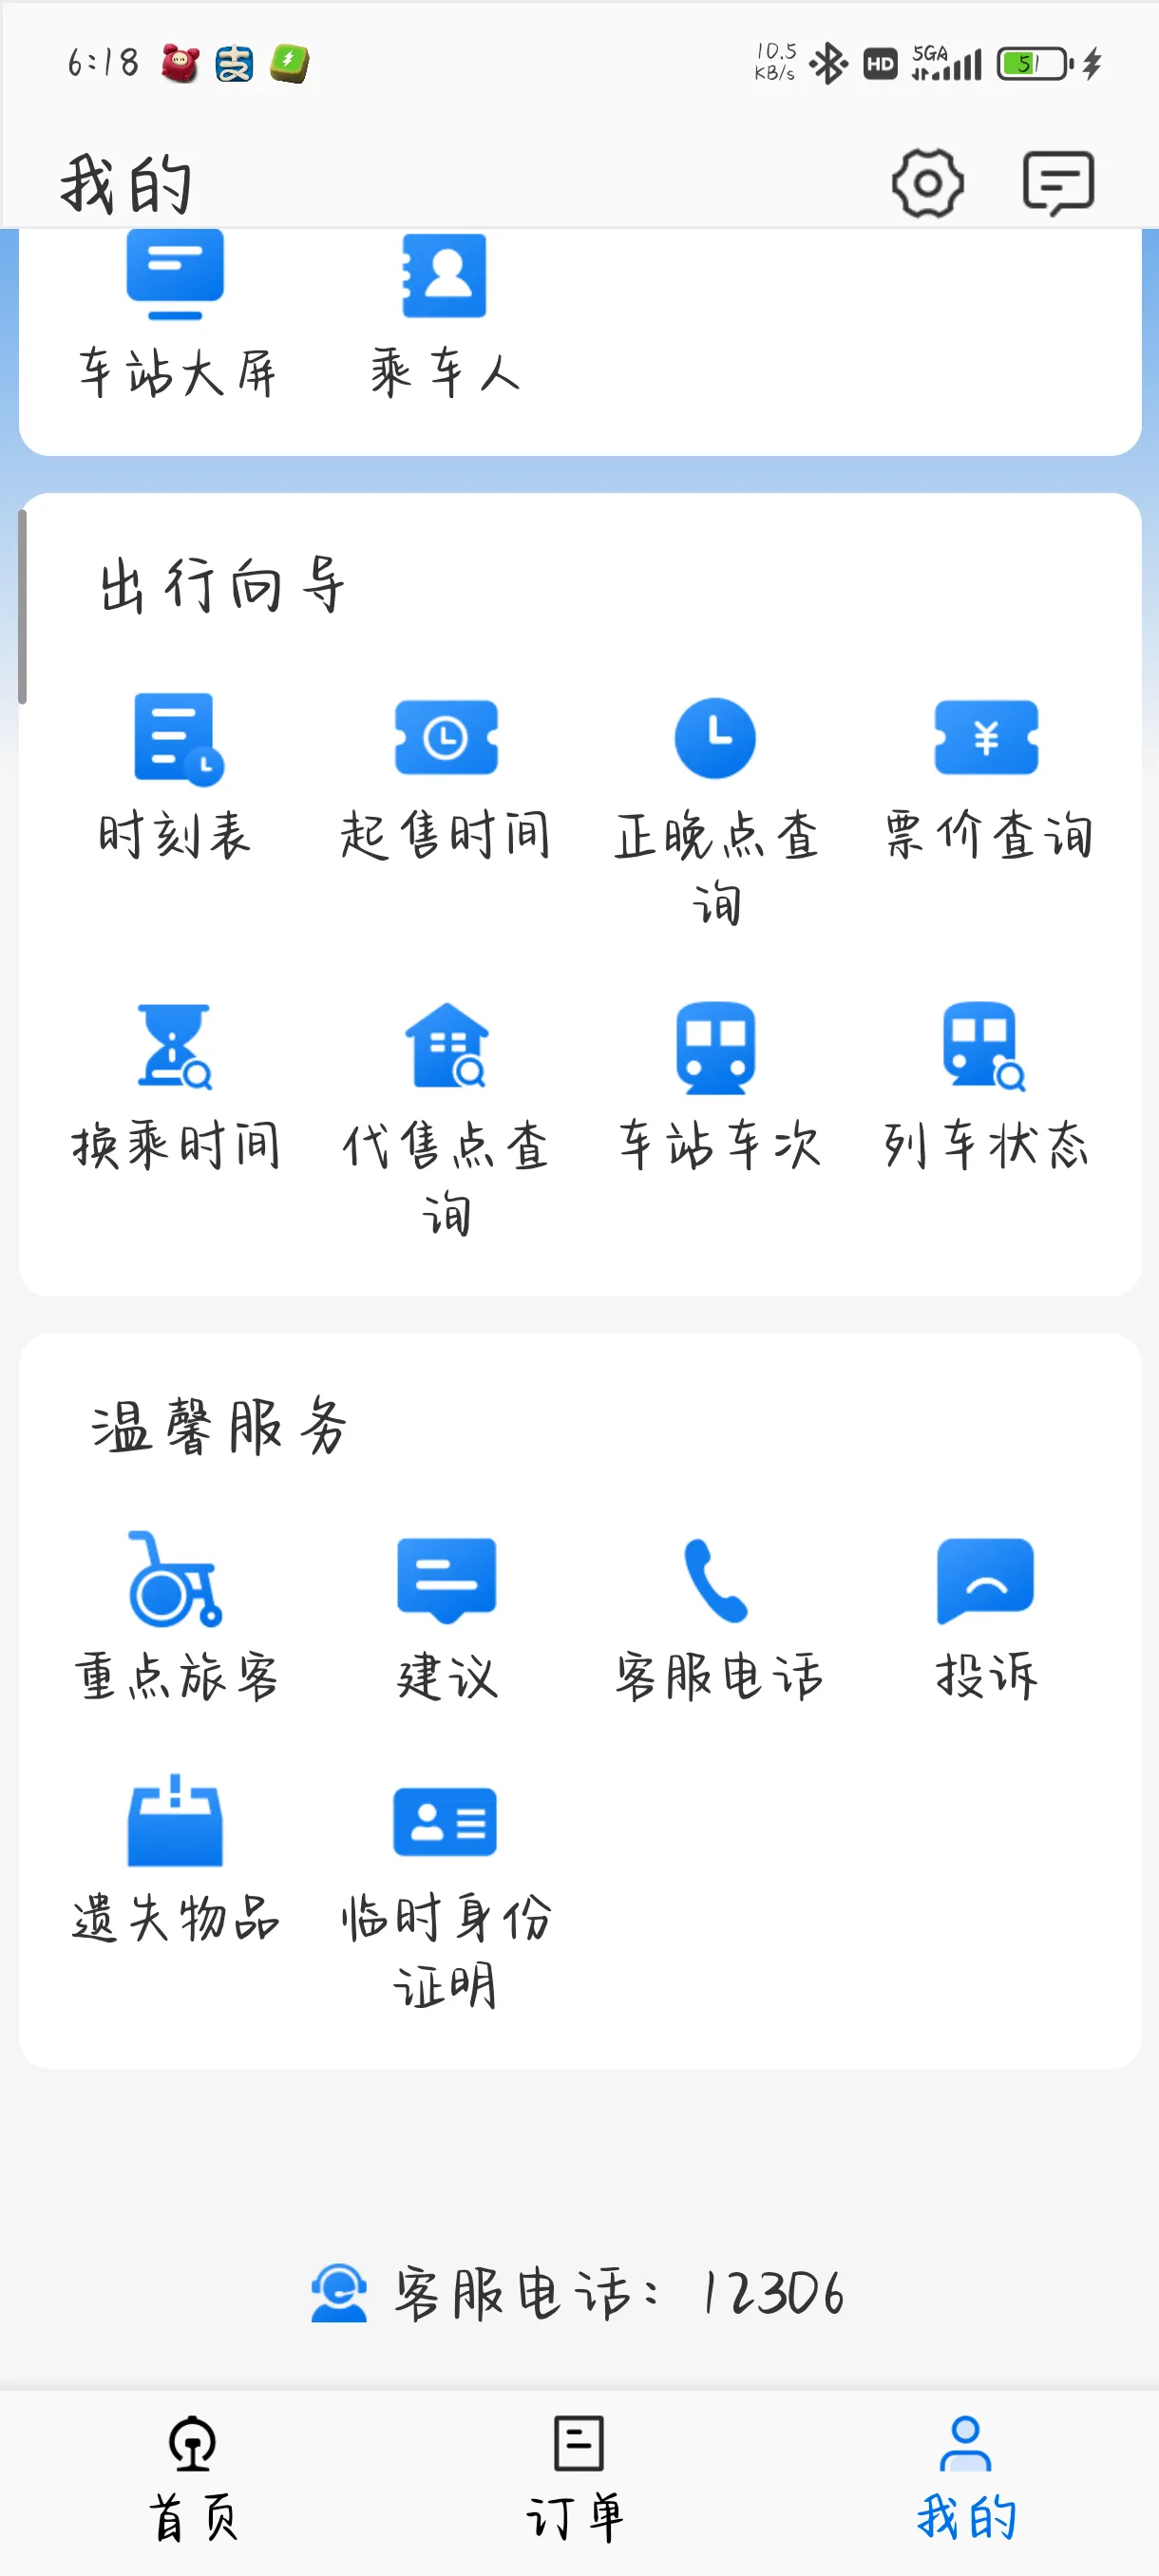 6:18 支 10.5 KB/s HD 5GA 51
我的
车站大屏 乘车人
出行向导
时刻表 起售时间 正晚点查 票价查询
询
换乘时间 代售点查 车站车次 列车状态
询
温馨服务
重点旅客 建议 客服电话 投诉
遗失物品 临时身份
证明
客服电话：12306
首页 订单 我的